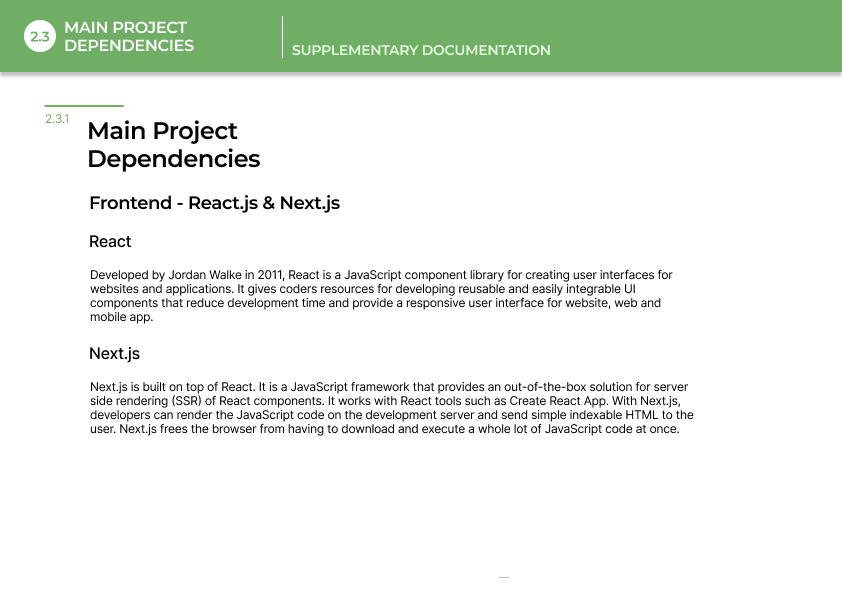 2.3
MAIN PROJECT
DEPENDENCIES
SUPPLEMENTARY DOCUMENTATION
2.3.1
Main Project
Dependencies
Frontend - React.js & Next.js
React
Developed by Jordan Walke in 2011, React is a JavaScript component library for creating user interfaces for
websites and applications. It gives coders resources for developing reusable and easily integrable UI
components that reduce development time and provide a responsive user interface for website, web and
mobile app.
Next.js
Next.js is built on top of React. It is a JavaScript framework that provides an out-of-the-box solution for server
side rendering (SSR) of React components. It works with React tools such as Create React App. With Next.js,
developers can render the JavaScript code on the development server and send simple indexable HTML to the
user. Next.js frees the browser from having to download and execute a whole lot of JavaScript code at once.